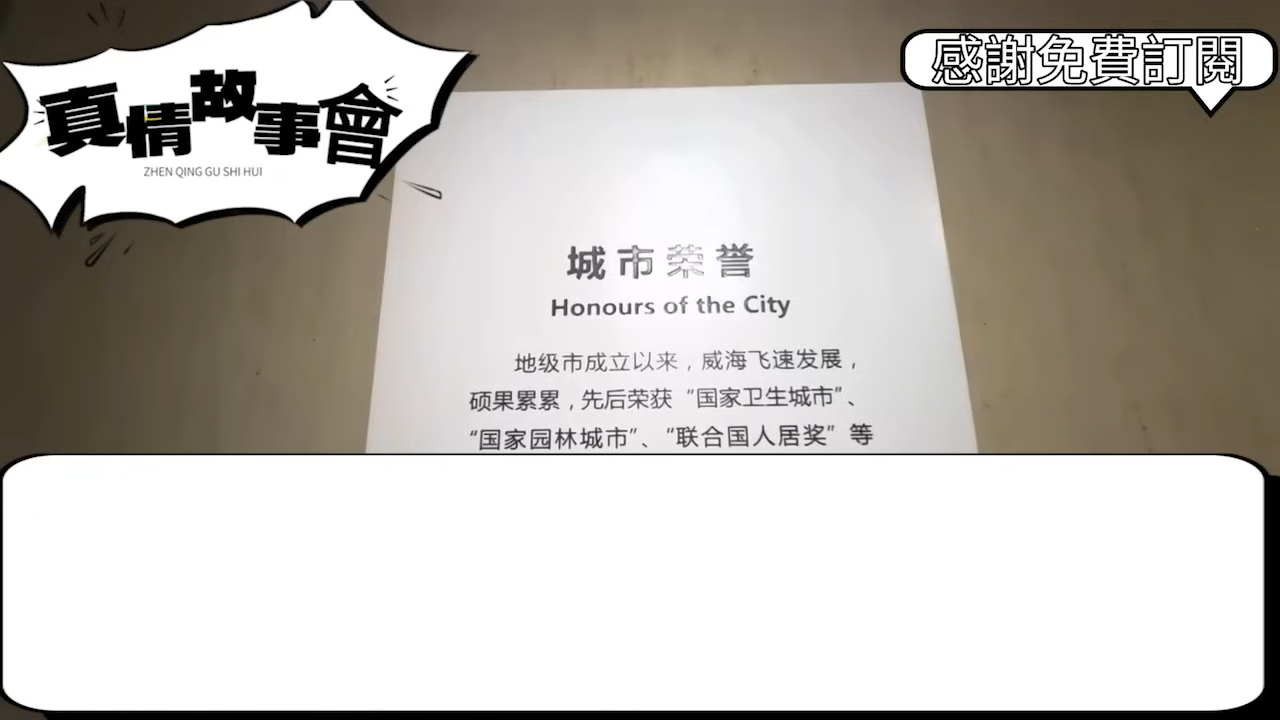 真情故事會
ZHEN QING GU SHI HUI
感謝免費訂閱
城市荣誉
Honours of the City
地级市成立以来，威海飞速发展，
硕果累累，先后荣获“国家卫生城市”、
“国家园林城市”、“联合国人居奖”等